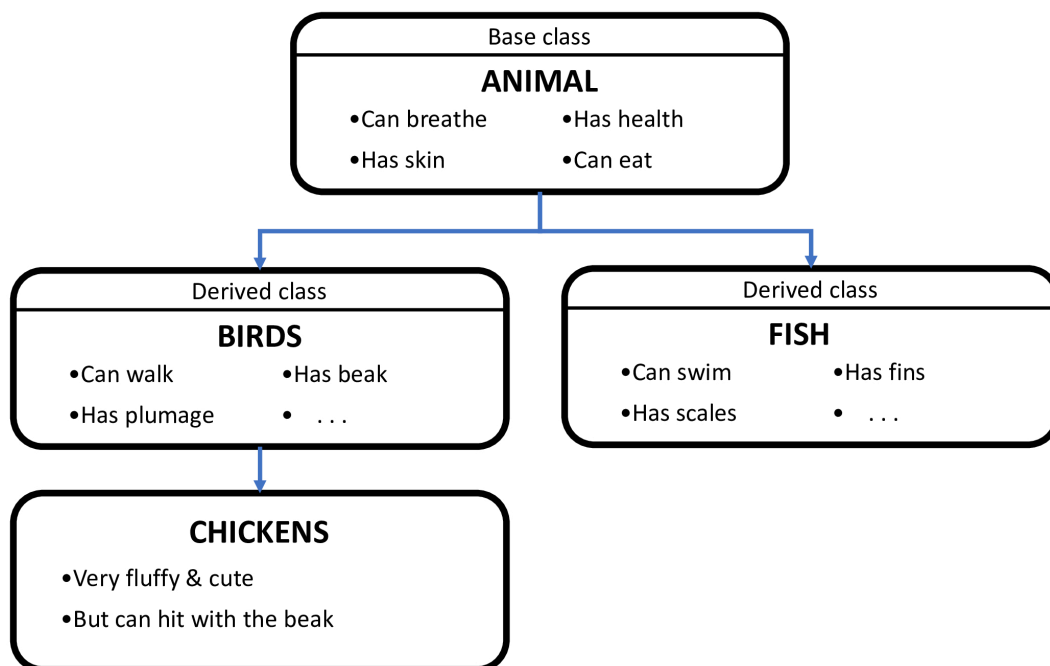 Base class
ANIMAL
•Can breathe •Has health
•Has skin •Can eat
Derived class
BIRDS
•Can walk •Has beak
•Has plumage • . . .
Derived class
FISH
•Can swim •Has fins
•Has scales • . . .
CHICKENS
•Very fluffy & cute
•But can hit with the beak